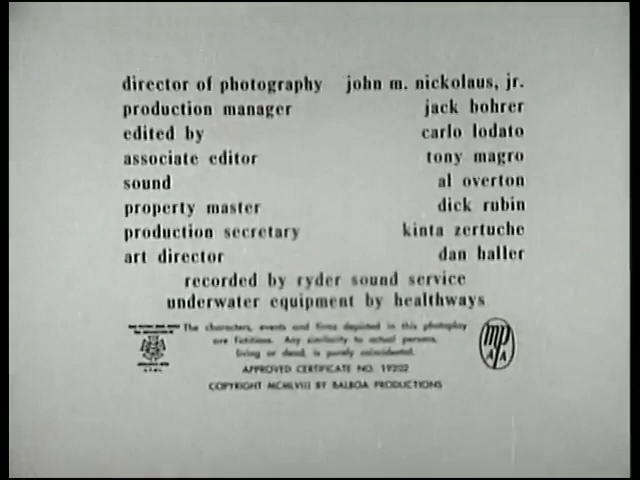 director of photography john m. nickolaus, jr.
production manager jack bohrer
edited by carlo lodato
associate editor tony magro
sound al overton
property master dick rubin
production secretary kinta zertuche
art director dan haller
recorded by ryder sound service
underwater equipment by healthways
The characters, events and firms depicted in this photoplay
are fictitious. Any similarity to actual persons,
living or dead, is purely coincidental.
APPROVED CERTIFICATE NO. 19202
COPYRIGHT MCMLVIII BY BALBOA PRODUCTIONS
mp
AA